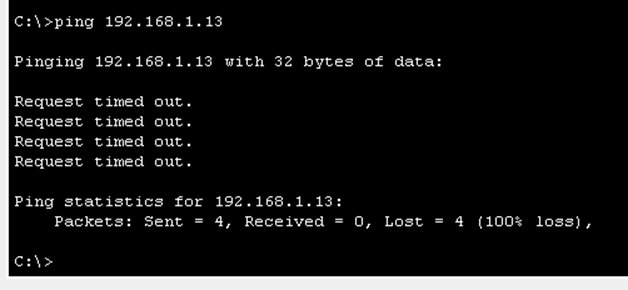 C:\>ping 192.168.1.13
Pinging 192.168.1.13 with 32 bytes of data:
Request timed out.
Request timed out.
Request timed out.
Request timed out.
Ping statistics for 192.168.1.13:
    Packets: Sent = 4, Received = 0, Lost = 4 (100% loss),
C:\>